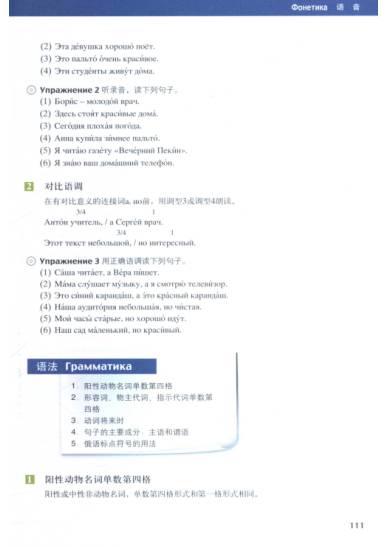 Фонетика 语 音
(2) Эта де́вушка хорошо́ поёт.
(3) Это пальто́ о́чень краси́вое.
(4) Эти студе́нты живу́т до́ма.
Упражнение 2 听录音，读下列句子。
(1) Бори́с – молодо́й врач.
(2) Здесь стоя́т краси́вые дома́.
(3) Сего́дня плоха́я пого́да.
(4) Анна купи́ла зи́мнее пальто́.
(5) Я чита́ю газе́ту «Вече́рний Пеки́н».
(6) Я зна́ю ваш дома́шний телефо́н.
2 对比语调
在有对比意义的连接词а, но前，用调型3或调型4朗读。
3/4 1
Анто́н учитель, / а Серге́й врач.
3/4 1
Этот текст небольшо́й, / но интере́сный.
Упражнение 3 用正确语调读下列句子。
(1) Са́ша чита́ет, а Ве́ра пи́шет.
(2) Ма́ма слу́шает му́зыку, а я смотрю́ телеви́зор.
(3) Это си́ний каранда́ш, а э́то кра́сный каранда́ш.
(4) На́ша аудито́рия небольша́я, но чи́стая.
(5) Мои́ часы́ ста́рые, но хорошо́ иду́т.
(6) Наш сад ма́ленький, но краси́вый.
语法 Грамматика
1. 阳性动物名词单数第四格
2. 形容词、物主代词、指示代词单数第
四格
3. 动词将来时
4. 句子的主要成分：主语和谓语
5. 俄语标点符号的用法
1 阳性动物名词单数第四格
阳性或中性非动物名词，单数第四格形式和第一格形式相同。
111